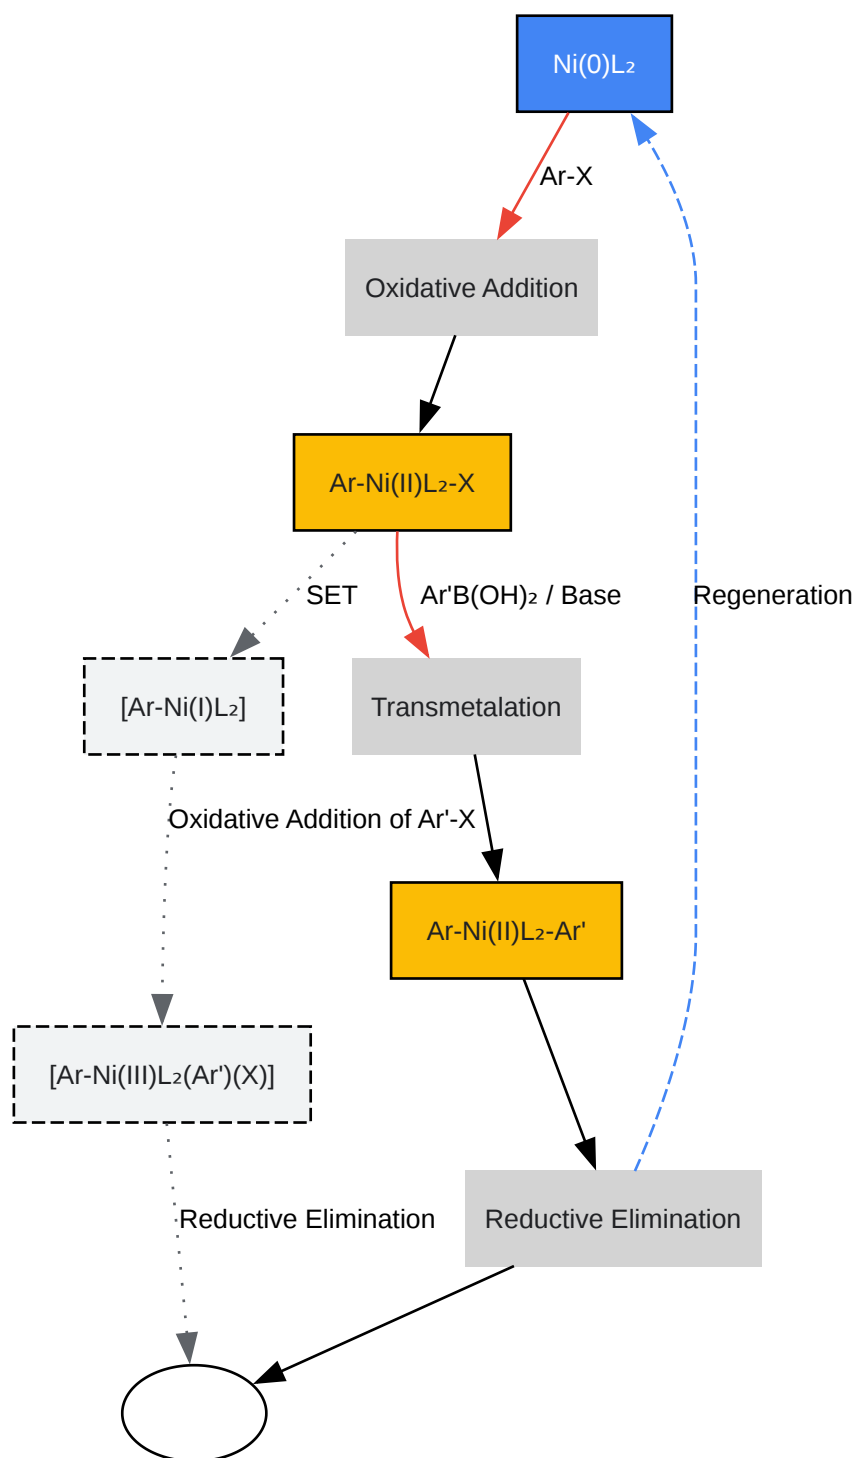 Ni(0)L₂
Ar-X
Oxidative Addition
Ar-Ni(II)L₂-X
SET
Ar'B(OH)₂ / Base
Regeneration
[Ar-Ni(I)L₂]
Transmetalation
Oxidative Addition of Ar'-X
Ar-Ni(II)L₂-Ar'
[Ar-Ni(III)L₂(Ar')(X)]
Reductive Elimination
Reductive Elimination